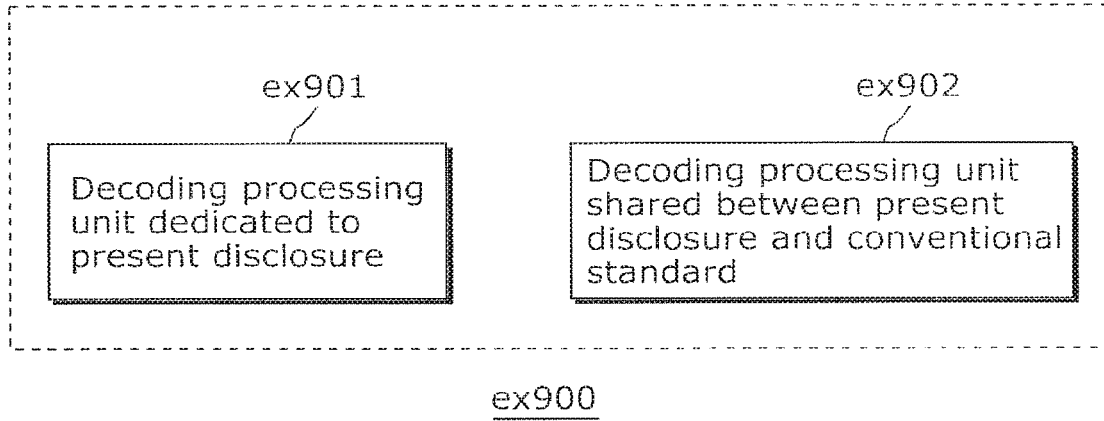 ex901
Decoding processing
unit dedicated to
present disclosure
ex902
Decoding processing unit
shared between present
disclosure and conventional
standard
ex900